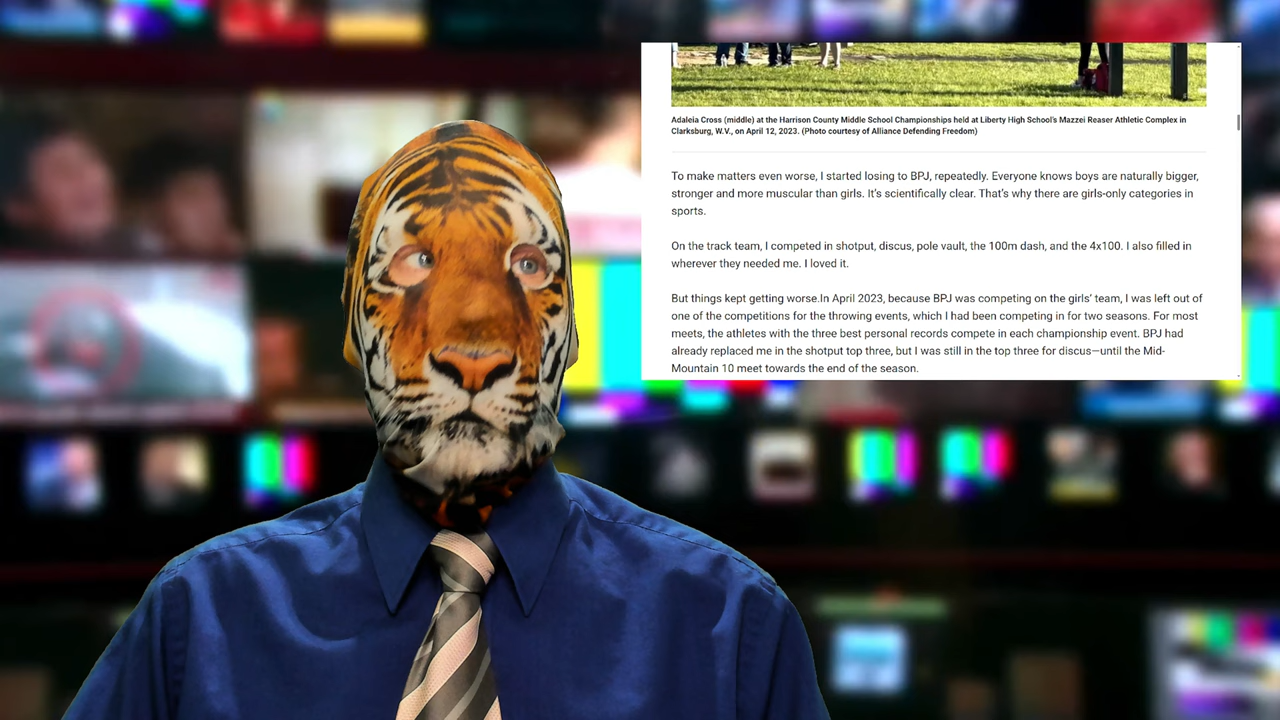 Adaleia Cross (middle) at the Harrison County Middle School Championships held at Liberty High School's Mazzei Reaser Athletic Complex in
Clarksburg, W.V., on April 12, 2023. (Photo courtesy of Alliance Defending Freedom)
To make matters even worse, I started losing to BPJ, repeatedly. Everyone knows boys are naturally bigger,
stronger and more muscular than girls. It's scientifically clear. That's why there are girls-only categories in
sports.
On the track team, I competed in shotput, discus, pole vault, the 100m dash, and the 4x100. I also filled in
wherever they needed me. I loved it.
But things kept getting worse.In April 2023, because BPJ was competing on the girls' team, I was left out of
one of the competitions for the throwing events, which I had been competing in for two seasons. For most
meets, the athletes with the three best personal records compete in each championship event. BPJ had
already replaced me in the shotput top three, but I was still in the top three for discus—until the Mid-
Mountain 10 meet towards the end of the season.